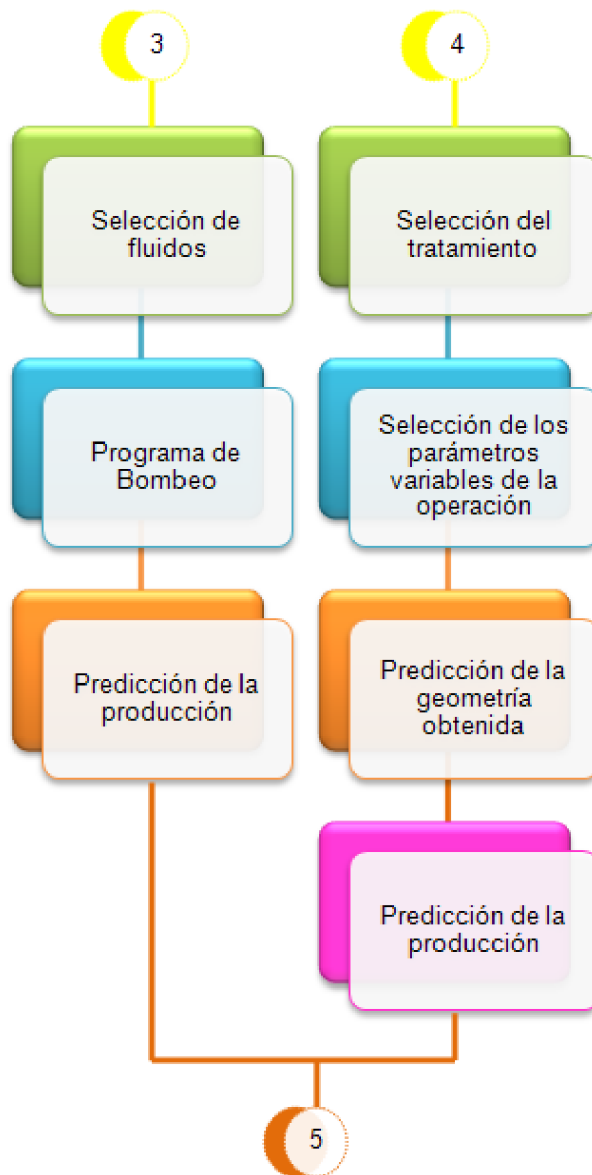 3
Selección de
fluidos
Programa de
Bombeo
Predicción de la
producción
4
Selección del
tratamiento
Selección de los
parámetros
variables de la
operación
Predicción de la
geometría
obtenida
Predicción de la
producción
5